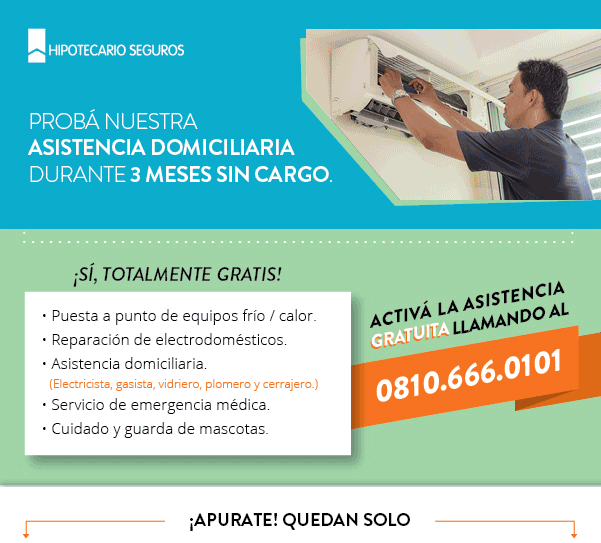 HIPOTECARIO SEGUROS
PROBÁ NUESTRA
ASISTENCIA DOMICILIARIA
DURANTE 3 MESES SIN CARGO.
¡SÍ, TOTALMENTE GRATIS!
• Puesta a punto de equipos frío / calor.
• Reparación de electrodomésticos.
• Asistencia domiciliaria.
(Electricista, gasista, vidriero, plomero y cerrajero.)
• Servicio de emergencia médica.
• Cuidado y guarda de mascotas.
ACTIVÁ LA ASISTENCIA
GRATUITA LLAMANDO AL
0810.666.0101
¡APURATE! QUEDAN SOLO